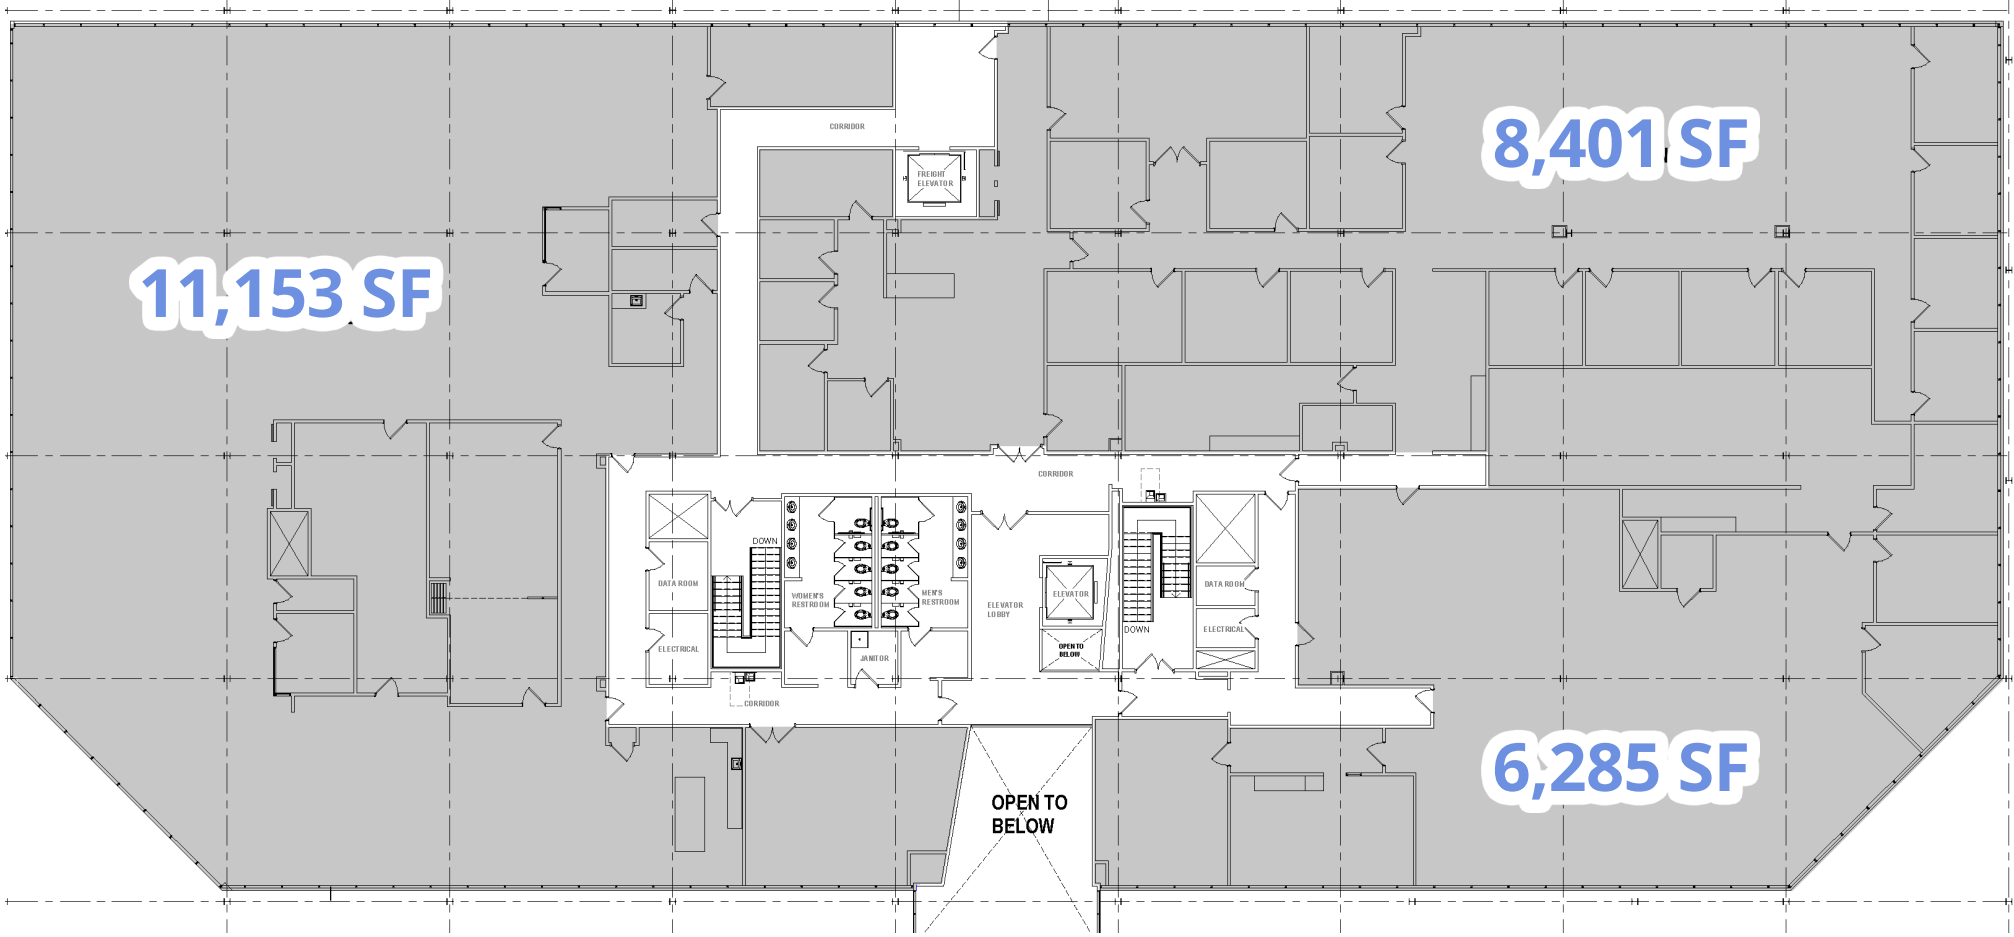 CORRIDOR
8,401 SF
FREIGHT
ELEVATOR
11,153 SF
CORRIDOR
DOWN
DATA ROOM
WOMEN'S
RESTROOM
MEN'S
RESTROOM
ELEVATOR
LOBBY
ELEVATOR
DATA ROOM
DOWN
ELECTRICAL
ELECTRICAL
JANITOR
OPEN TO
BELOW
CORRIDOR
6,285 SF
OPEN TO
BELOW